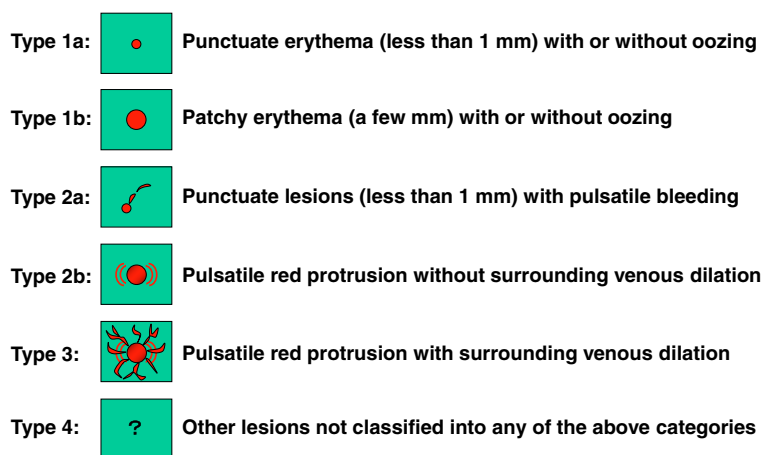 Type 1a: Punctuate erythema (less than 1 mm) with or without oozing
Type 1b: Patchy erythema (a few mm) with or without oozing
Type 2a: Punctuate lesions (less than 1 mm) with pulsatile bleeding
Type 2b: Pulsatile red protrusion without surrounding venous dilation
Type 3: Pulsatile red protrusion with surrounding venous dilation
Type 4: ? Other lesions not classified into any of the above categories